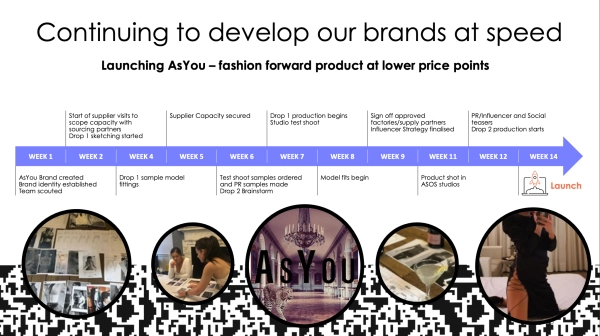 Continuing to develop our brands at speed
Launching AsYou – fashion forward product at lower price points
Start of supplier visits to
scope capacity with
sourcing partners
Drop 1 sketching started
Supplier Capacity secured
Drop 1 production begins
Studio test shoot
Sign off approved
factories/supply partners
Influencer Strategy finalised
PR/Influencer and Social
teasers
Drop 2 production starts
WEEK 1
WEEK 2
WEEK 4
WEEK 5
WEEK 6
WEEK 7
WEEK 8
WEEK 9
WEEK 11
WEEK 12
WEEK 14
AsYou Brand created
Brand identity established
Team scouted
Drop 1 sample model
fittings
Test shoot samples ordered
and PR samples made
Drop 2 Brainstorm
Model fits begin
Product shot in
ASOS studios
Launch
AsYou